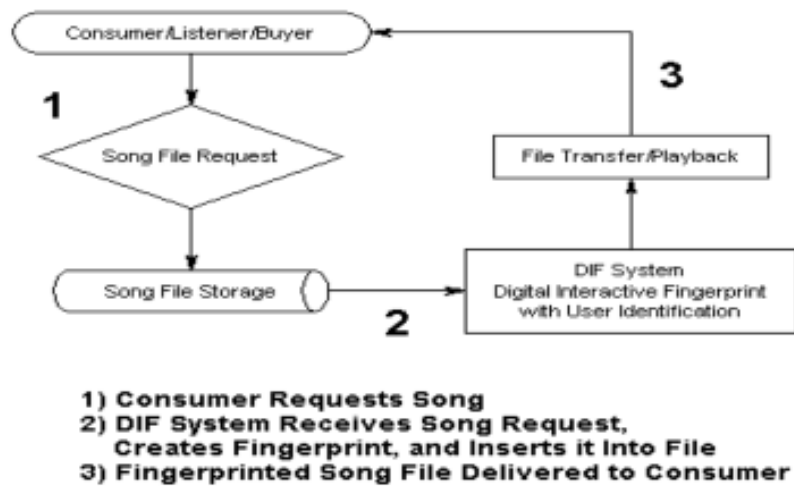 Consumer/Listener/Buyer
1
Song File Request
Song File Storage
2
DIF System
Digital Interactive Fingerprint
with User Identification
File Transfer/Playback
3
1) Consumer Requests Song
2) DIF System Receives Song Request,
Creates Fingerprint, and Inserts it Into File
3) Fingerprinted Song File Delivered to Consumer